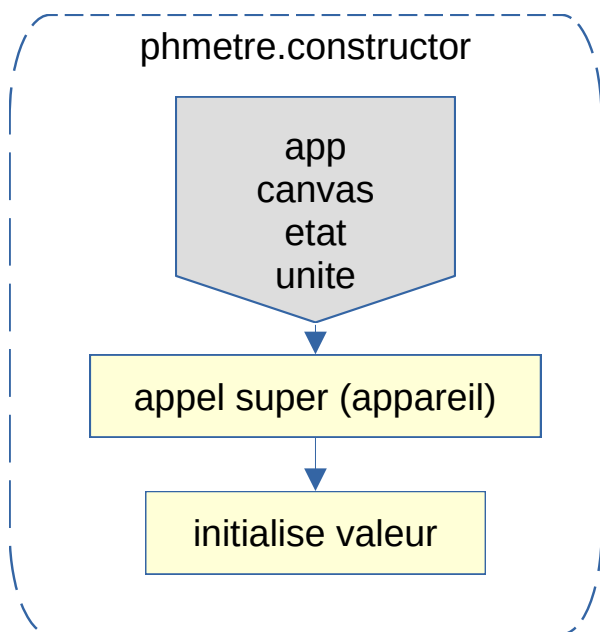 phmetre.constructor
app
canvas
etat
unite
appel super (appareil)
initialise valeur